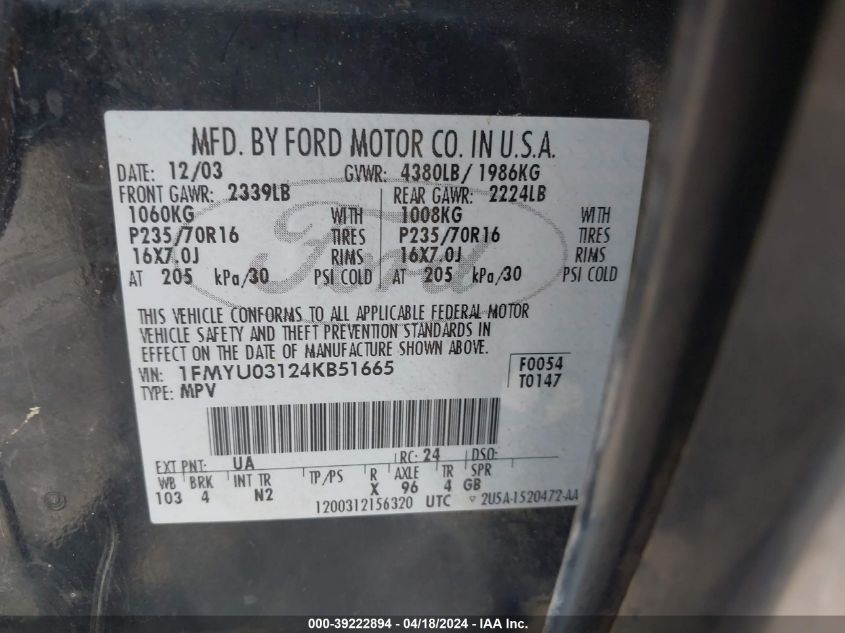 MFD. BY FORD MOTOR CO. IN U.S.A.
DATE: 12/03 GVWR: 4380LB/ 1986KG
FRONT GAWR: 2339LB REAR GAWR: 2224LB
1060KG WITH 1008KG WITH
P235/70R16 TIRES P235/70R16 TIRES
16X7.0J RIMS 16X7.0J RIMS
AT 205 kPa/30 PSI COLD AT 205 kPa/30 PSI COLD
Ford
THIS VEHICLE CONFORMS TO ALL APPLICABLE FEDERAL MOTOR
VEHICLE SAFETY AND THEFT PREVENTION STANDARDS IN
EFFECT ON THE DATE OF MANUFACTURE SHOWN ABOVE.
VIN: 1FMYU03124KB51665 F0054
TYPE: MPV T0147
EXT PNT: UA RC: 24 DSO:
WB BRK INT TR TP/PS R AXLE TR SPR
103 4 N2 X 96 4 GB
1200312156320 UTC 2U5A-1520472-AA
000-39222894 - 04/18/2024 - IMPACT AUTO AUCTIONS - COPART